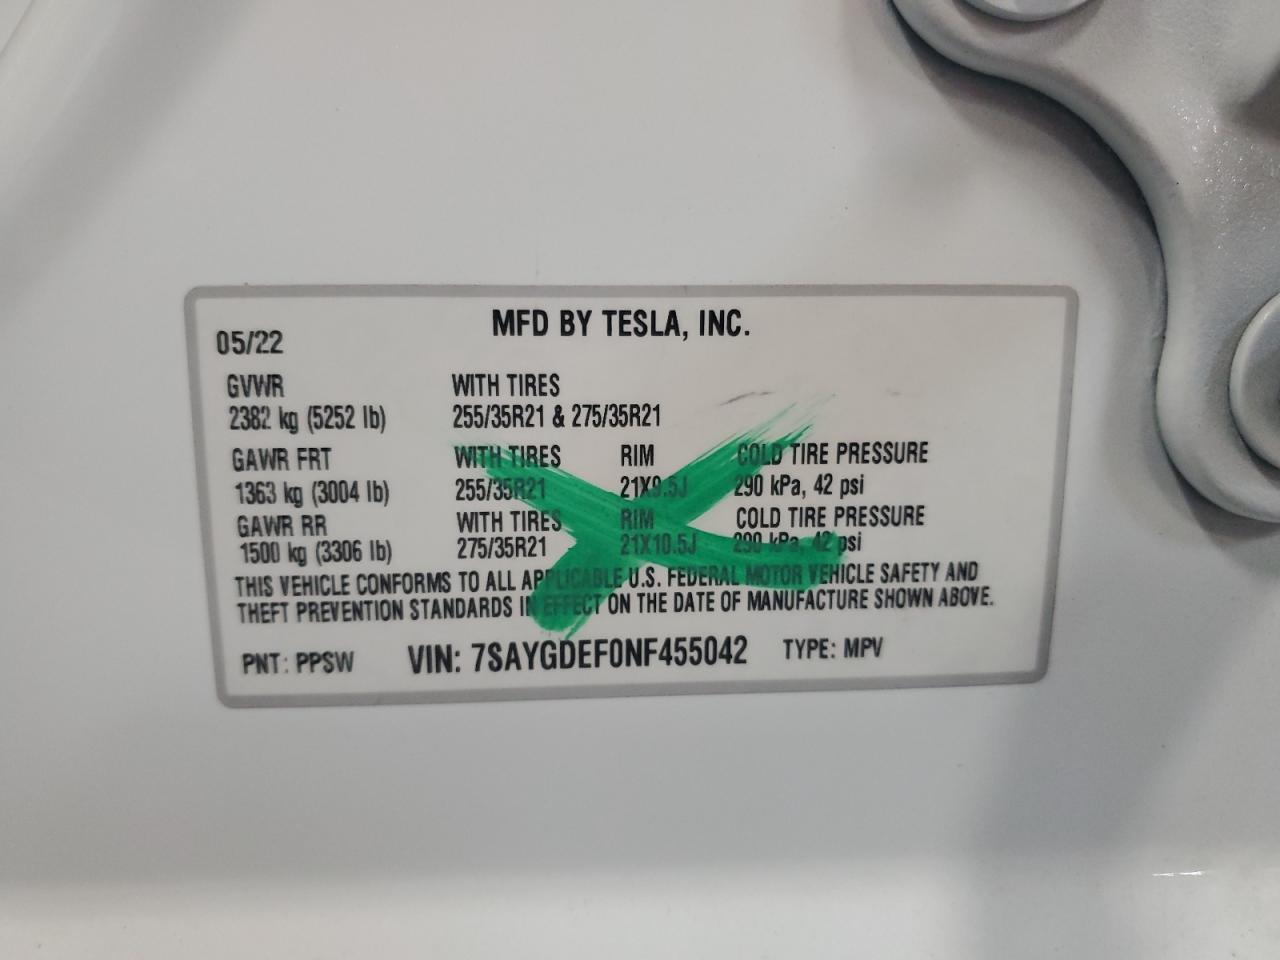 MFD BY TESLA, INC.
05/22
GVWR WITH TIRES
2382 kg (5252 lb) 255/35R21 & 275/35R21
GAWR FRT WITH TIRES RIM COLD TIRE PRESSURE
1363 kg (3004 lb) 255/35R21 21X9.5J 290 kPa, 42 psi
GAWR RR WITH TIRES RIM COLD TIRE PRESSURE
1500 kg (3306 lb) 275/35R21 21X10.5J 290 kPa, 42 psi
THIS VEHICLE CONFORMS TO ALL APPLICABLE U.S. FEDERAL MOTOR VEHICLE SAFETY AND
THEFT PREVENTION STANDARDS IN EFFECT ON THE DATE OF MANUFACTURE SHOWN ABOVE.
PNT: PPSW VIN: 7SAYGDEF0NF455042 TYPE: MPV